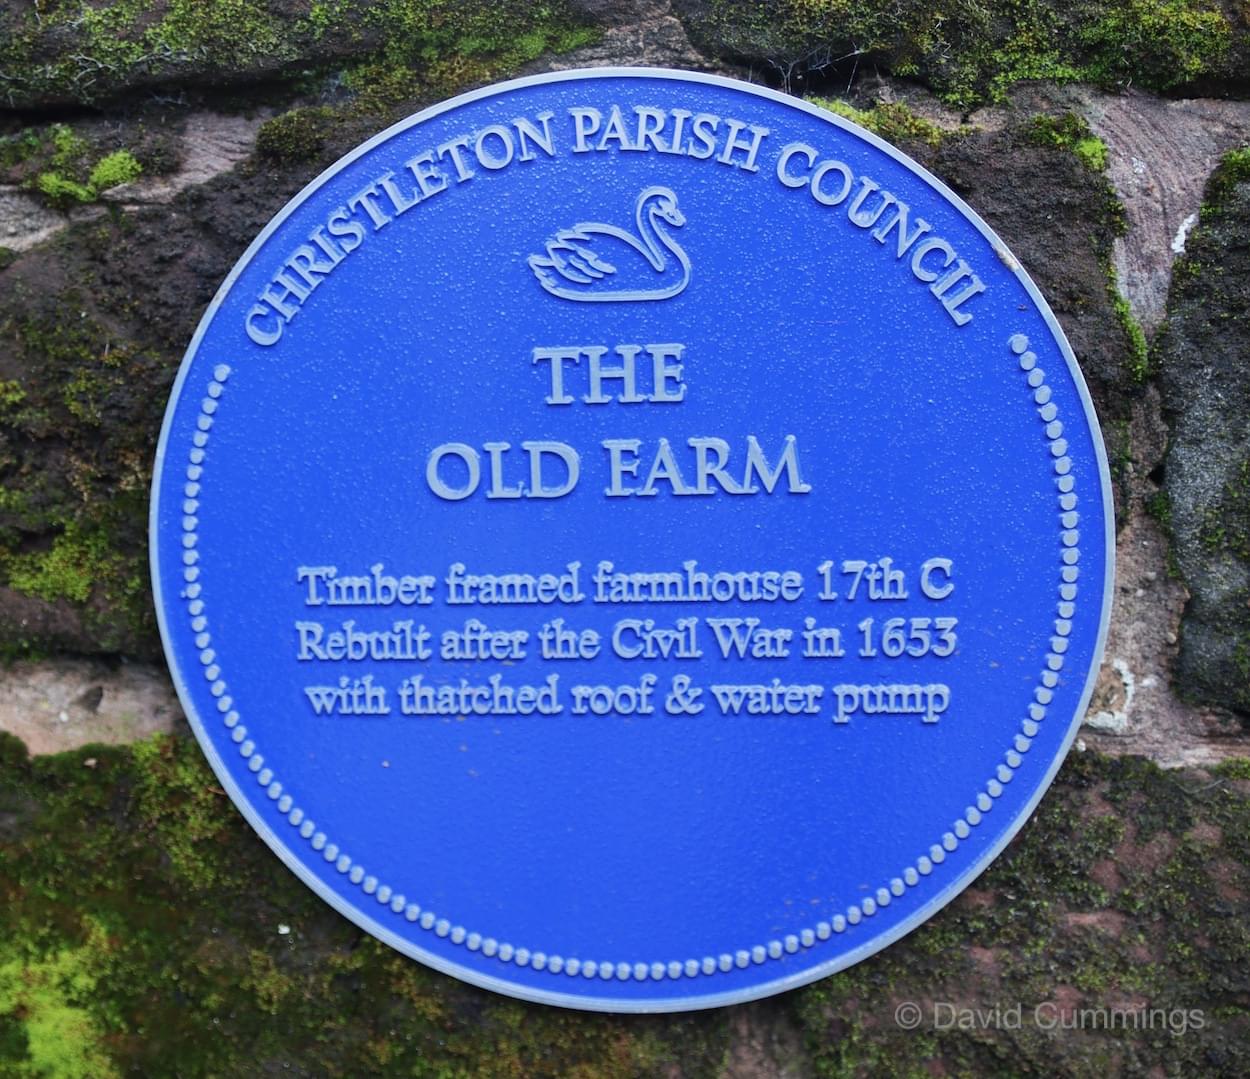 CHRISTLETON PARISH COUNCIL
THE
OLD FARM
Timber framed farmhouse 17th C
Rebuilt after the Civil War in 1653
with thatched roof & water pump
© David Cummings